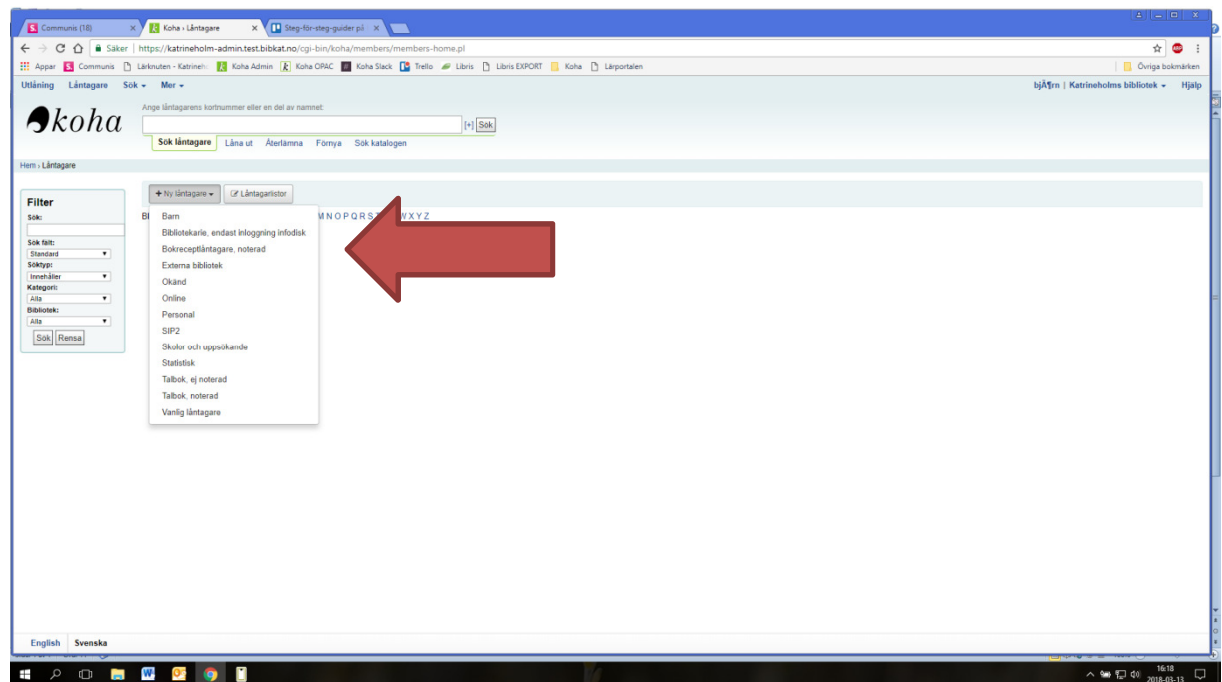 Communis (18) × Koha › Låntagare × Steg-för-steg-guider på ×
Säker | https://katrineholm-admin.test.bibkat.no/cgi-bin/koha/members/members-home.pl
Appar Communis Lärknuten - Katrineh Koha Admin Koha OPAC Koha Slack Trello Libris Libris EXPORT Koha Lärportalen Övriga bokmärken
Utlåning Låntagare Sök Mer bjÃ¶rn | Katrineholms bibliotek Hjälp
Ange låntagarens kortnummer eller en del av namnet:
koha
[+] Sök
Sök låntagare Låna ut Återlämna Förnya Sök katalogen
Hem › Låntagare
+ Ny låntagare Låntagarlistor
Filter
Sök:
Sök fält:
Standard
Söktyp:
Innehåller
Kategori:
Alla
Bibliotek:
Alla
Sök Rensa
M N O P Q R S W X Y Z
Barn
Bibliotekarie, endast inloggning infodisk
Bokreceptlåntagare, noterad
Externa bibliotek
Okänd
Online
Personal
SIP2
Skolor och uppsökande
Statistisk
Talbok, ej noterad
Talbok, noterad
Vanlig låntagare
English Svenska
16:18
2018-03-13